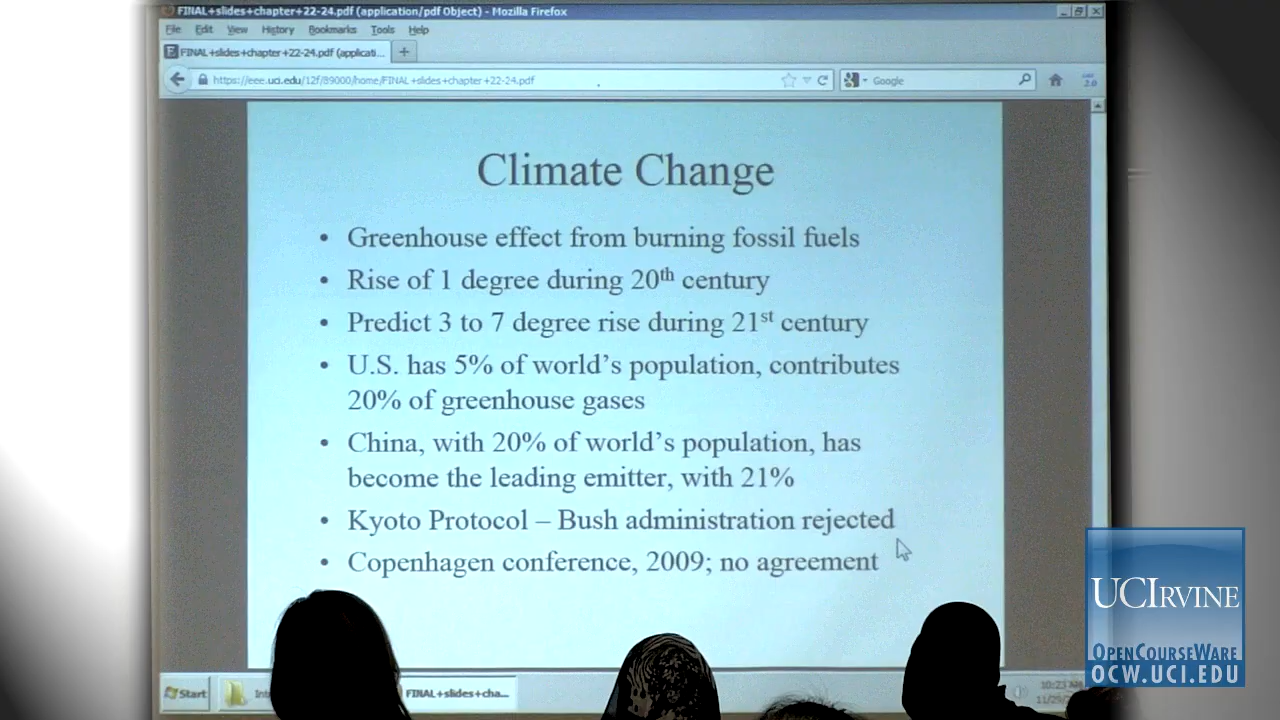 FINAL+slides+chapter+22-24.pdf (application/pdf Object) - Mozilla Firefox
File Edit View History Bookmarks Tools Help
FINAL+slides+chapter+22-24.pdf (applicati... +
https://eee.uci.edu/12f/89000/home/FINAL+slides+chapter+22-24.pdf Google
Climate Change
• Greenhouse effect from burning fossil fuels
• Rise of 1 degree during 20th century
• Predict 3 to 7 degree rise during 21st century
• U.S. has 5% of world's population, contributes
20% of greenhouse gases
• China, with 20% of world's population, has
become the leading emitter, with 21%
• Kyoto Protocol – Bush administration rejected
• Copenhagen conference, 2009; no agreement
UCIRVINE
OPENCOURSEWARE
OCW.UCI.EDU
Start FINAL+slides+cha... 10:23 AM